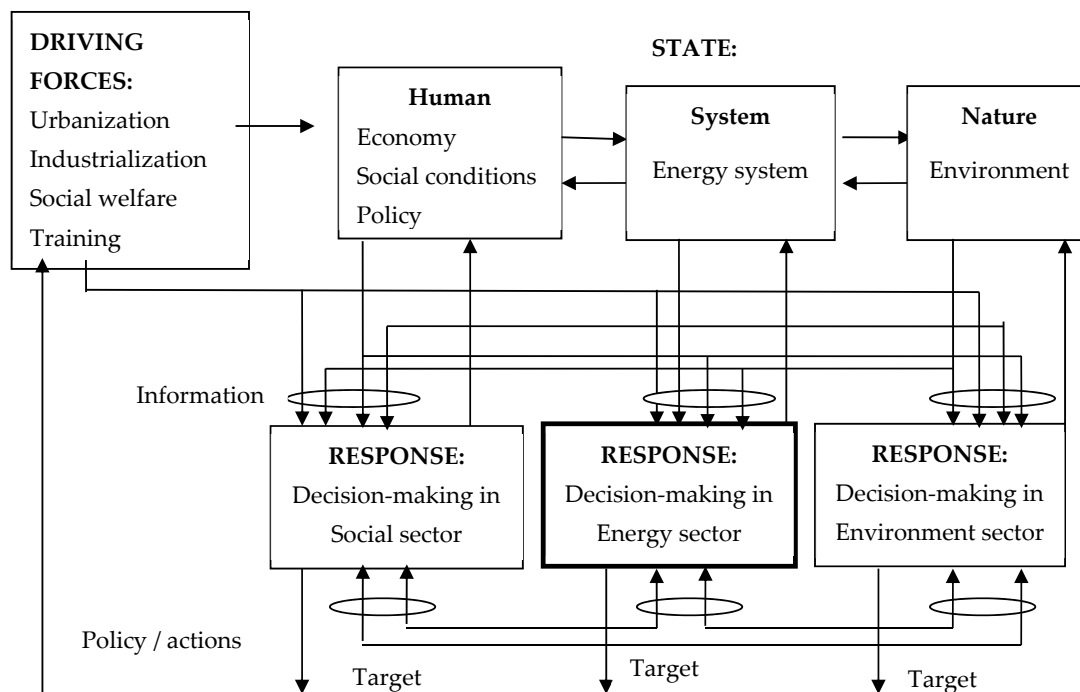 DRIVING
FORCES:
Urbanization
Industrialization
Social welfare
Training
STATE:
Human
Economy
Social conditions
Policy
System
Energy system
Nature
Environment
Information
RESPONSE:
Decision-making in
Social sector
RESPONSE:
Decision-making in
Energy sector
RESPONSE:
Decision-making in
Environment sector
Policy / actions
Target
Target
Target